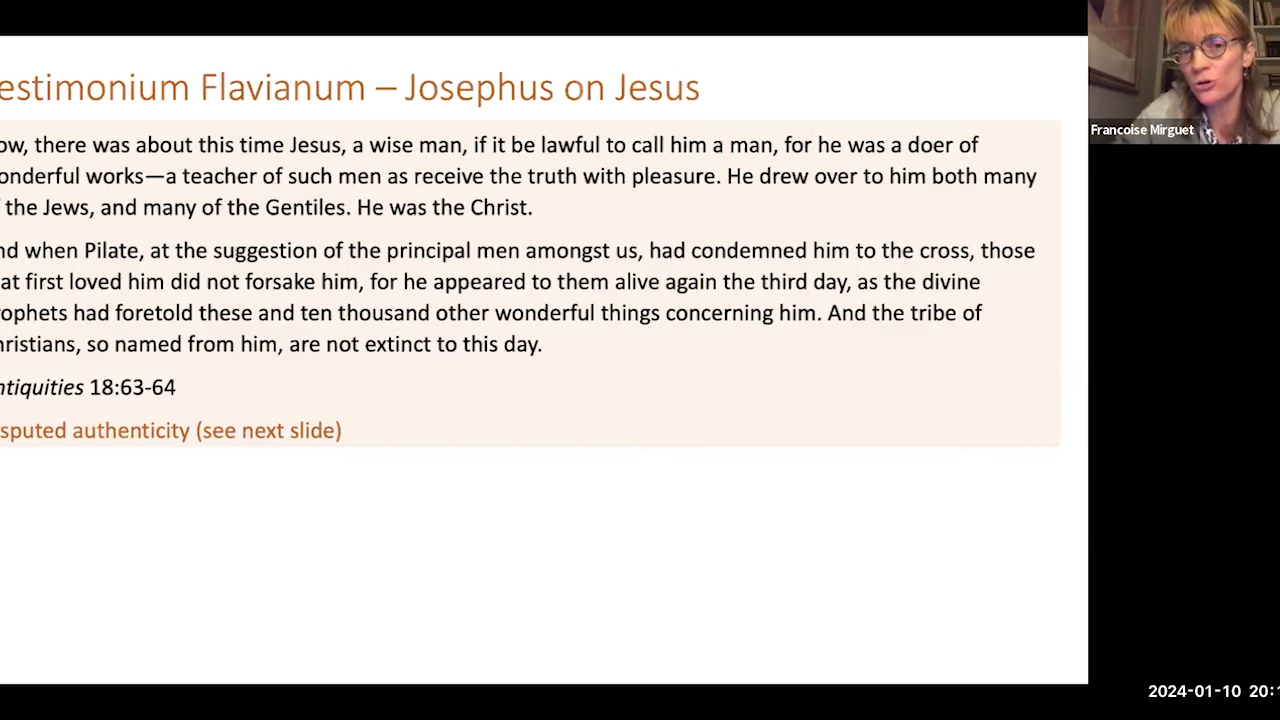 estimonium Flavianum – Josephus on Jesus
ow, there was about this time Jesus, a wise man, if it be lawful to call him a man, for he was a doer of
onderful works—a teacher of such men as receive the truth with pleasure. He drew over to him both many
f the Jews, and many of the Gentiles. He was the Christ.
nd when Pilate, at the suggestion of the principal men amongst us, had condemned him to the cross, those
at first loved him did not forsake him, for he appeared to them alive again the third day, as the divine
rophets had foretold these and ten thousand other wonderful things concerning him. And the tribe of
hristians, so named from him, are not extinct to this day.
ntiquities 18:63-64
sputed authenticity (see next slide)
Francoise Mirguet
2024-01-10 20:1